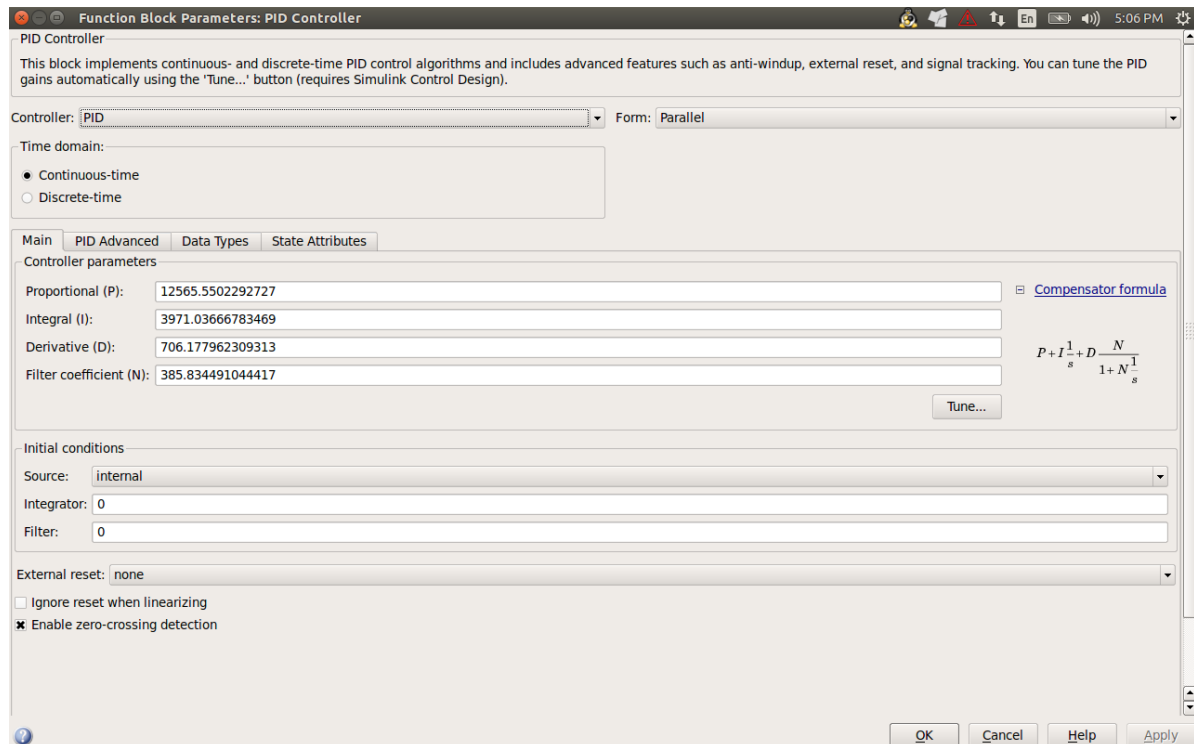 Function Block Parameters: PID Controller
En
5:06 PM
PID Controller
This block implements continuous- and discrete-time PID control algorithms and includes advanced features such as anti-windup, external reset, and signal tracking. You can tune the PID
gains automatically using the 'Tune...' button (requires Simulink Control Design).
Controller: PID Form: Parallel
Time domain:
Continuous-time
Discrete-time
Main PID Advanced Data Types State Attributes
Controller parameters
Proportional (P): 12565.5502292727
Compensator formula
Integral (I): 3971.03666783469
Derivative (D): 706.177962309313
Filter coefficient (N): 385.834491044417
P+I 1/s +D N/(1+N 1/s)
Tune...
Initial conditions
Source: internal
Integrator: 0
Filter: 0
External reset: none
Ignore reset when linearizing
Enable zero-crossing detection
OK Cancel Help Apply